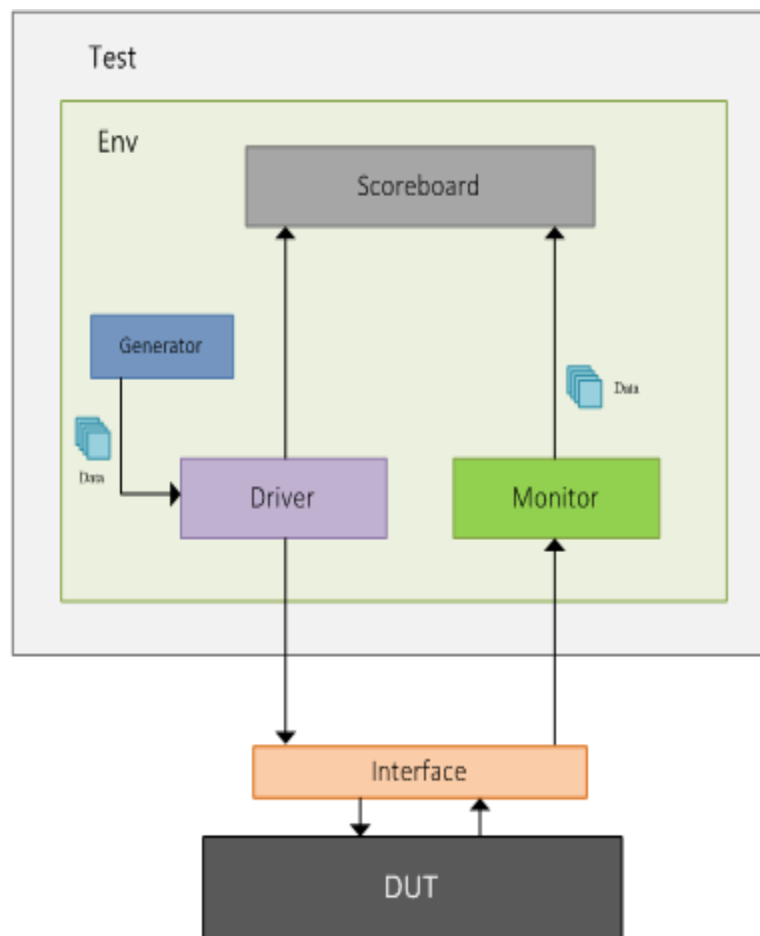 Test
Env
Scoreboard
Generator
Data
Data
Driver
Monitor
Interface
DUT